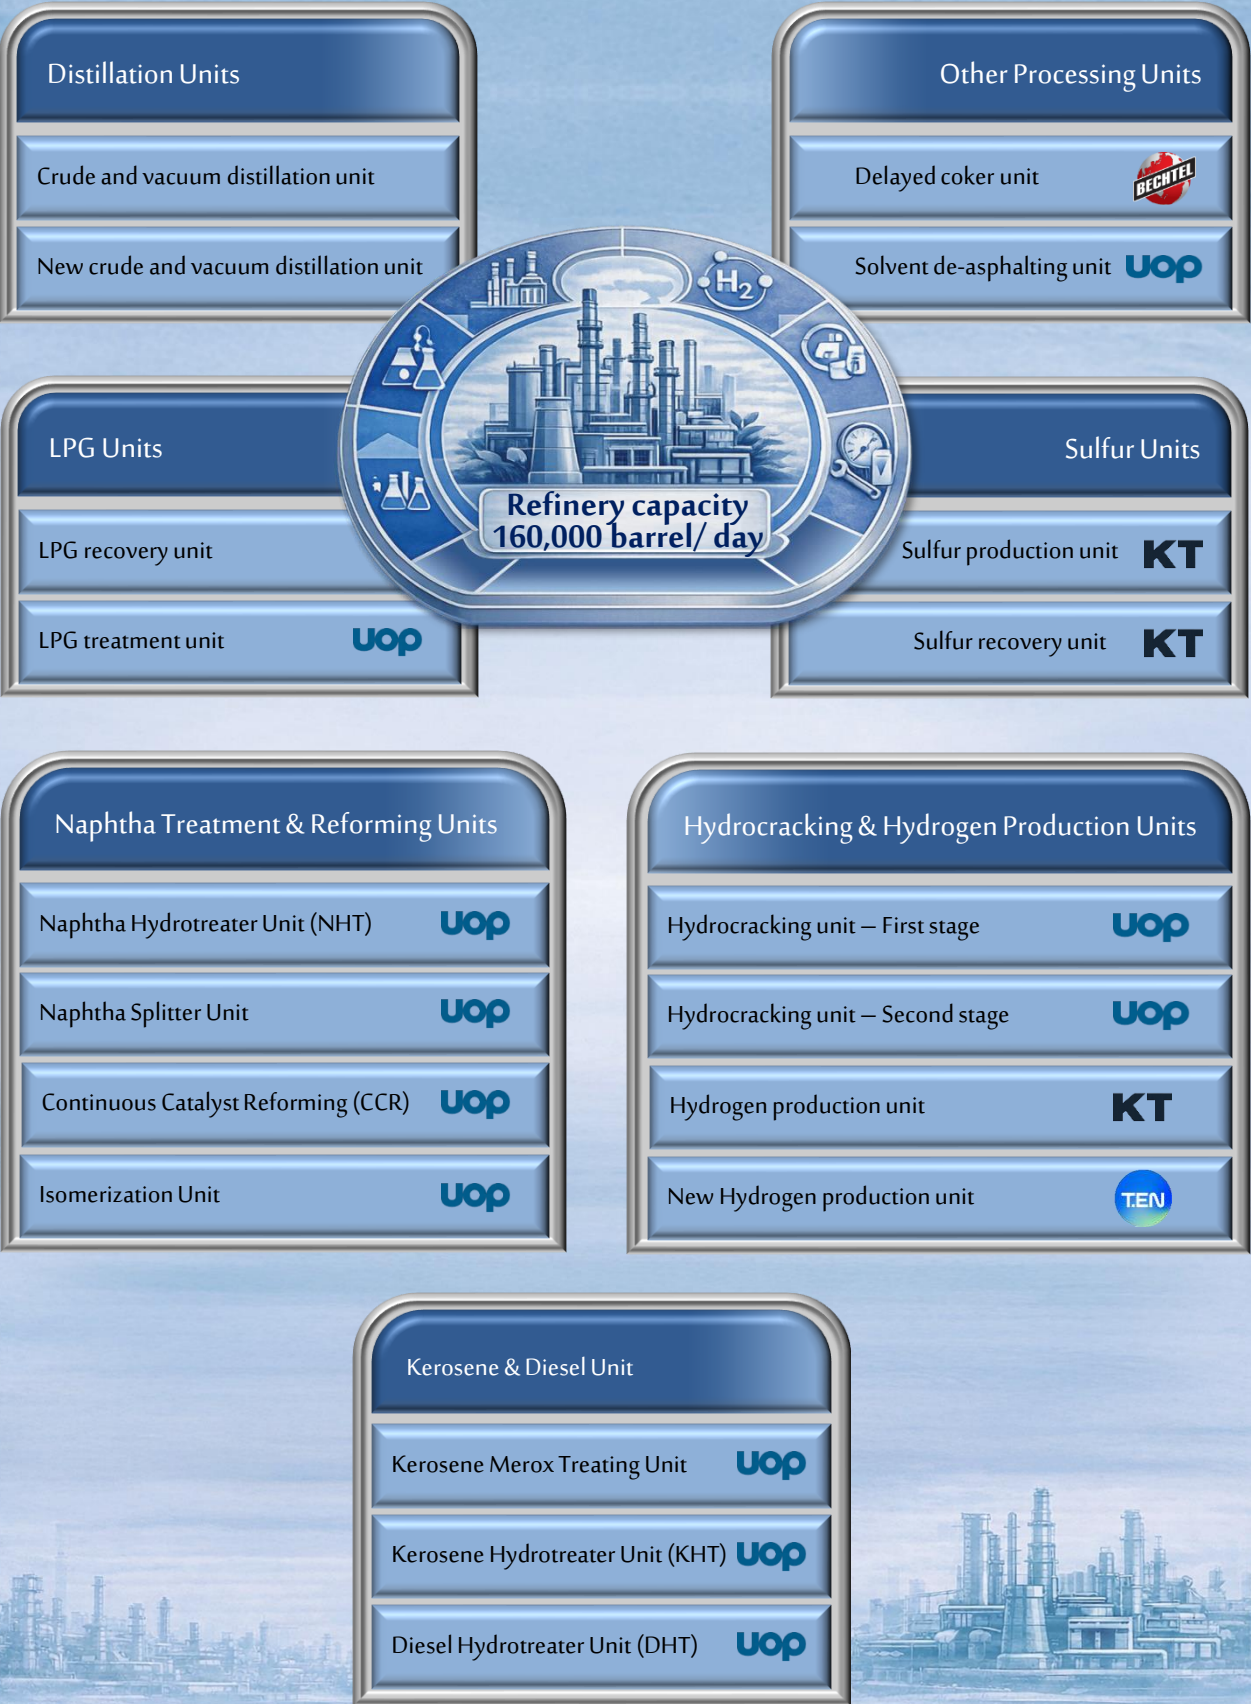 Distillation Units
Crude and vacuum distillation unit
New crude and vacuum distillation unit
Other Processing Units
Delayed coker unit
BECHTEL
Solvent de-asphalting unit
uop
H2
Refinery capacity
160,000 barrel/ day
LPG Units
LPG recovery unit
LPG treatment unit
uop
Sulfur Units
Sulfur production unit
KT
Sulfur recovery unit
KT
Naphtha Treatment & Reforming Units
Naphtha Hydrotreater Unit (NHT)
uop
Naphtha Splitter Unit
uop
Continuous Catalyst Reforming (CCR)
uop
Isomerization Unit
uop
Hydrocracking & Hydrogen Production Units
Hydrocracking unit – First stage
uop
Hydrocracking unit – Second stage
uop
Hydrogen production unit
KT
New Hydrogen production unit
T.EN
Kerosene & Diesel Unit
Kerosene Merox Treating Unit
uop
Kerosene Hydrotreater Unit (KHT)
uop
Diesel Hydrotreater Unit (DHT)
uop